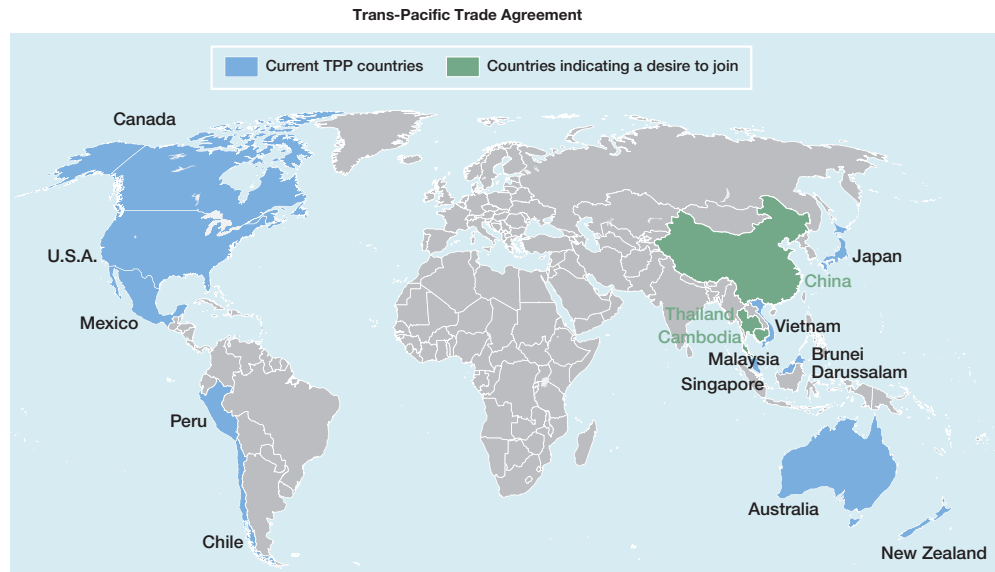 Trans-Pacific Trade Agreement
Current TPP countries
Countries indicating a desire to join
Canada
U.S.A.
Mexico
Peru
Chile
Japan
China
Thailand
Cambodia
Vietnam
Malaysia
Singapore
Brunei
Darussalam
Australia
New Zealand